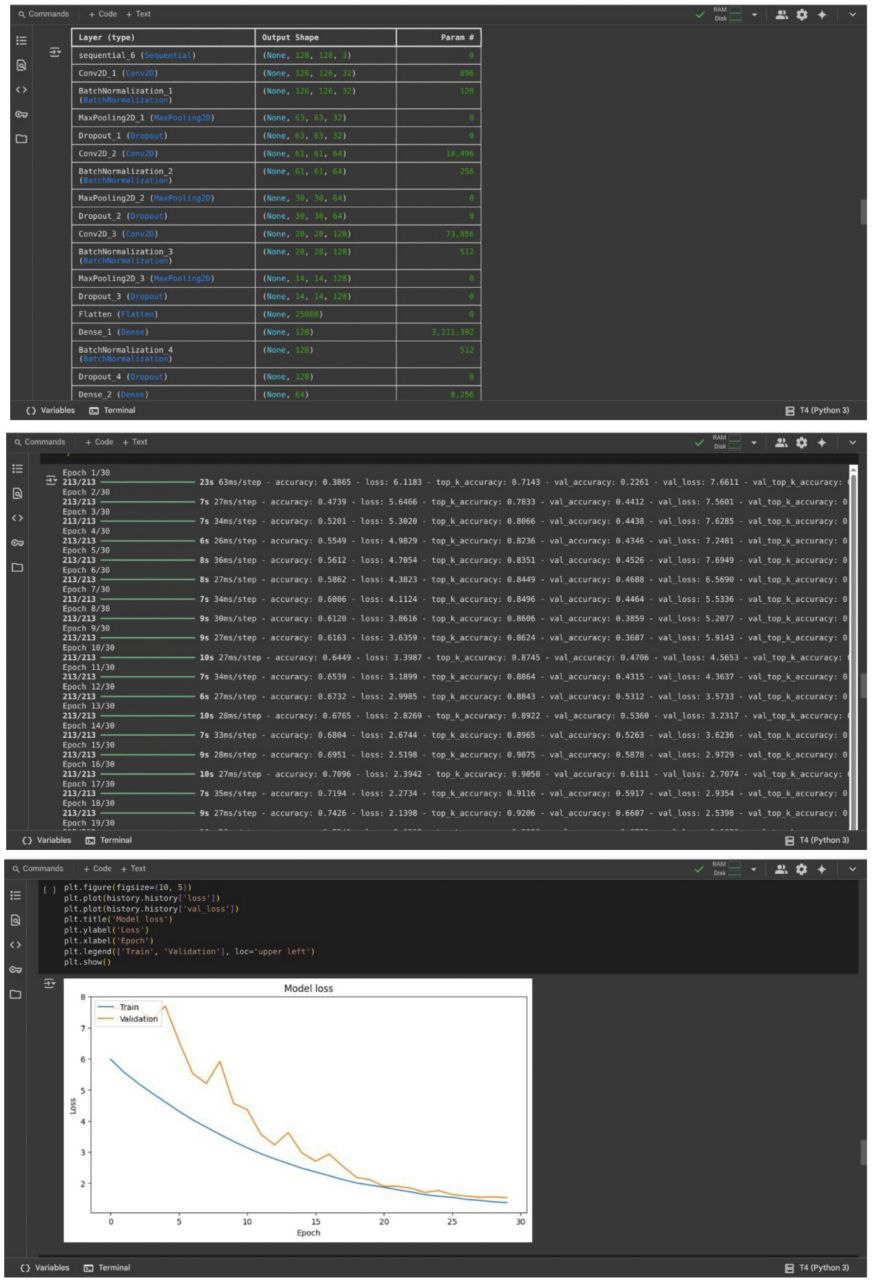 Commands + Code + Text RAM Disk
Layer (type) Output Shape Param #
sequential_6 (Sequential) (None, 128, 128, 3) 0
Conv2D_1 (Conv2D) (None, 126, 126, 32) 896
BatchNormalization_1 (None, 126, 126, 32) 128
(BatchNormalization)
MaxPooling2D_1 (MaxPooling2D) (None, 63, 63, 32) 0
Dropout_1 (Dropout) (None, 63, 63, 32) 0
Conv2D_2 (Conv2D) (None, 61, 61, 64) 18,496
BatchNormalization_2 (None, 61, 61, 64) 256
(BatchNormalization)
MaxPooling2D_2 (MaxPooling2D) (None, 30, 30, 64) 0
Dropout_2 (Dropout) (None, 30, 30, 64) 0
Conv2D_3 (Conv2D) (None, 28, 28, 128) 73,856
BatchNormalization_3 (None, 28, 28, 128) 512
(BatchNormalization)
MaxPooling2D_3 (MaxPooling2D) (None, 14, 14, 128) 0
Dropout_3 (Dropout) (None, 14, 14, 128) 0
Flatten (Flatten) (None, 25088) 0
Dense_1 (Dense) (None, 128) 3,211,392
BatchNormalization_4 (None, 128) 512
(BatchNormalization)
Dropout_4 (Dropout) (None, 128) 0
Dense_2 (Dense) (None, 64) 8,256
{} Variables Terminal T4 (Python 3)
Commands + Code + Text RAM Disk
Epoch 1/30
213/213 23s 63ms/step - accuracy: 0.3865 - loss: 6.1183 - top_k_accuracy: 0.7143 - val_accuracy: 0.2261 - val_loss: 7.6611 - val_top_k_accuracy:
Epoch 2/30
213/213 7s 27ms/step - accuracy: 0.4739 - loss: 5.6466 - top_k_accuracy: 0.7833 - val_accuracy: 0.4412 - val_loss: 7.5601 - val_top_k_accuracy: 0
Epoch 3/30
213/213 7s 34ms/step - accuracy: 0.5201 - loss: 5.3020 - top_k_accuracy: 0.8066 - val_accuracy: 0.4438 - val_loss: 7.6285 - val_top_k_accuracy: 0
Epoch 4/30
213/213 6s 26ms/step - accuracy: 0.5549 - loss: 4.9829 - top_k_accuracy: 0.8236 - val_accuracy: 0.4346 - val_loss: 7.2481 - val_top_k_accuracy: 0
Epoch 5/30
213/213 8s 36ms/step - accuracy: 0.5612 - loss: 4.7054 - top_k_accuracy: 0.8351 - val_accuracy: 0.4526 - val_loss: 7.6949 - val_top_k_accuracy: 0
Epoch 6/30
213/213 8s 27ms/step - accuracy: 0.5862 - loss: 4.3823 - top_k_accuracy: 0.8449 - val_accuracy: 0.4688 - val_loss: 6.5690 - val_top_k_accuracy: 0
Epoch 7/30
213/213 7s 34ms/step - accuracy: 0.6006 - loss: 4.1124 - top_k_accuracy: 0.8496 - val_accuracy: 0.4464 - val_loss: 5.5336 - val_top_k_accuracy: 0
Epoch 8/30
213/213 9s 30ms/step - accuracy: 0.6120 - loss: 3.8616 - top_k_accuracy: 0.8606 - val_accuracy: 0.3859 - val_loss: 5.2077 - val_top_k_accuracy: 0
Epoch 9/30
213/213 9s 27ms/step - accuracy: 0.6163 - loss: 3.6359 - top_k_accuracy: 0.8624 - val_accuracy: 0.3687 - val_loss: 5.9143 - val_top_k_accuracy: 0
Epoch 10/30
213/213 10s 27ms/step - accuracy: 0.6449 - loss: 3.3987 - top_k_accuracy: 0.8745 - val_accuracy: 0.4706 - val_loss: 4.5653 - val_top_k_accuracy:
Epoch 11/30
213/213 7s 34ms/step - accuracy: 0.6539 - loss: 3.1899 - top_k_accuracy: 0.8864 - val_accuracy: 0.4315 - val_loss: 4.3637 - val_top_k_accuracy: 0
Epoch 12/30
213/213 6s 27ms/step - accuracy: 0.6732 - loss: 2.9985 - top_k_accuracy: 0.8843 - val_accuracy: 0.5312 - val_loss: 3.5733 - val_top_k_accuracy: 0
Epoch 13/30
213/213 10s 28ms/step - accuracy: 0.6765 - loss: 2.8269 - top_k_accuracy: 0.8922 - val_accuracy: 0.5360 - val_loss: 3.2317 - val_top_k_accuracy:
Epoch 14/30
213/213 7s 33ms/step - accuracy: 0.6804 - loss: 2.6744 - top_k_accuracy: 0.8965 - val_accuracy: 0.5263 - val_loss: 3.6236 - val_top_k_accuracy: 0
Epoch 15/30
213/213 9s 28ms/step - accuracy: 0.6951 - loss: 2.5198 - top_k_accuracy: 0.9075 - val_accuracy: 0.5878 - val_loss: 2.9729 - val_top_k_accuracy: 0
Epoch 16/30
213/213 10s 27ms/step - accuracy: 0.7096 - loss: 2.3942 - top_k_accuracy: 0.9050 - val_accuracy: 0.6111 - val_loss: 2.7074 - val_top_k_accuracy:
Epoch 17/30
213/213 7s 35ms/step - accuracy: 0.7194 - loss: 2.2734 - top_k_accuracy: 0.9116 - val_accuracy: 0.5917 - val_loss: 2.9354 - val_top_k_accuracy: 0
Epoch 18/30
213/213 9s 27ms/step - accuracy: 0.7426 - loss: 2.1398 - top_k_accuracy: 0.9206 - val_accuracy: 0.6607 - val_loss: 2.5398 - val_top_k_accuracy: 0
Epoch 19/30
{} Variables Terminal T4 (Python 3)
Commands + Code + Text RAM Disk
[ ] plt.figure(figsize=(10, 5))
plt.plot(history.history['loss'])
plt.plot(history.history['val_loss'])
plt.title('Model loss')
plt.ylabel('Loss')
plt.xlabel('Epoch')
plt.legend(['Train', 'Validation'], loc='upper left')
plt.show()
Model loss
Train
Validation
8
7
6
5
4
3
2
Loss
0 5 10 15 20 25 30
Epoch
{} Variables Terminal T4 (Python 3)